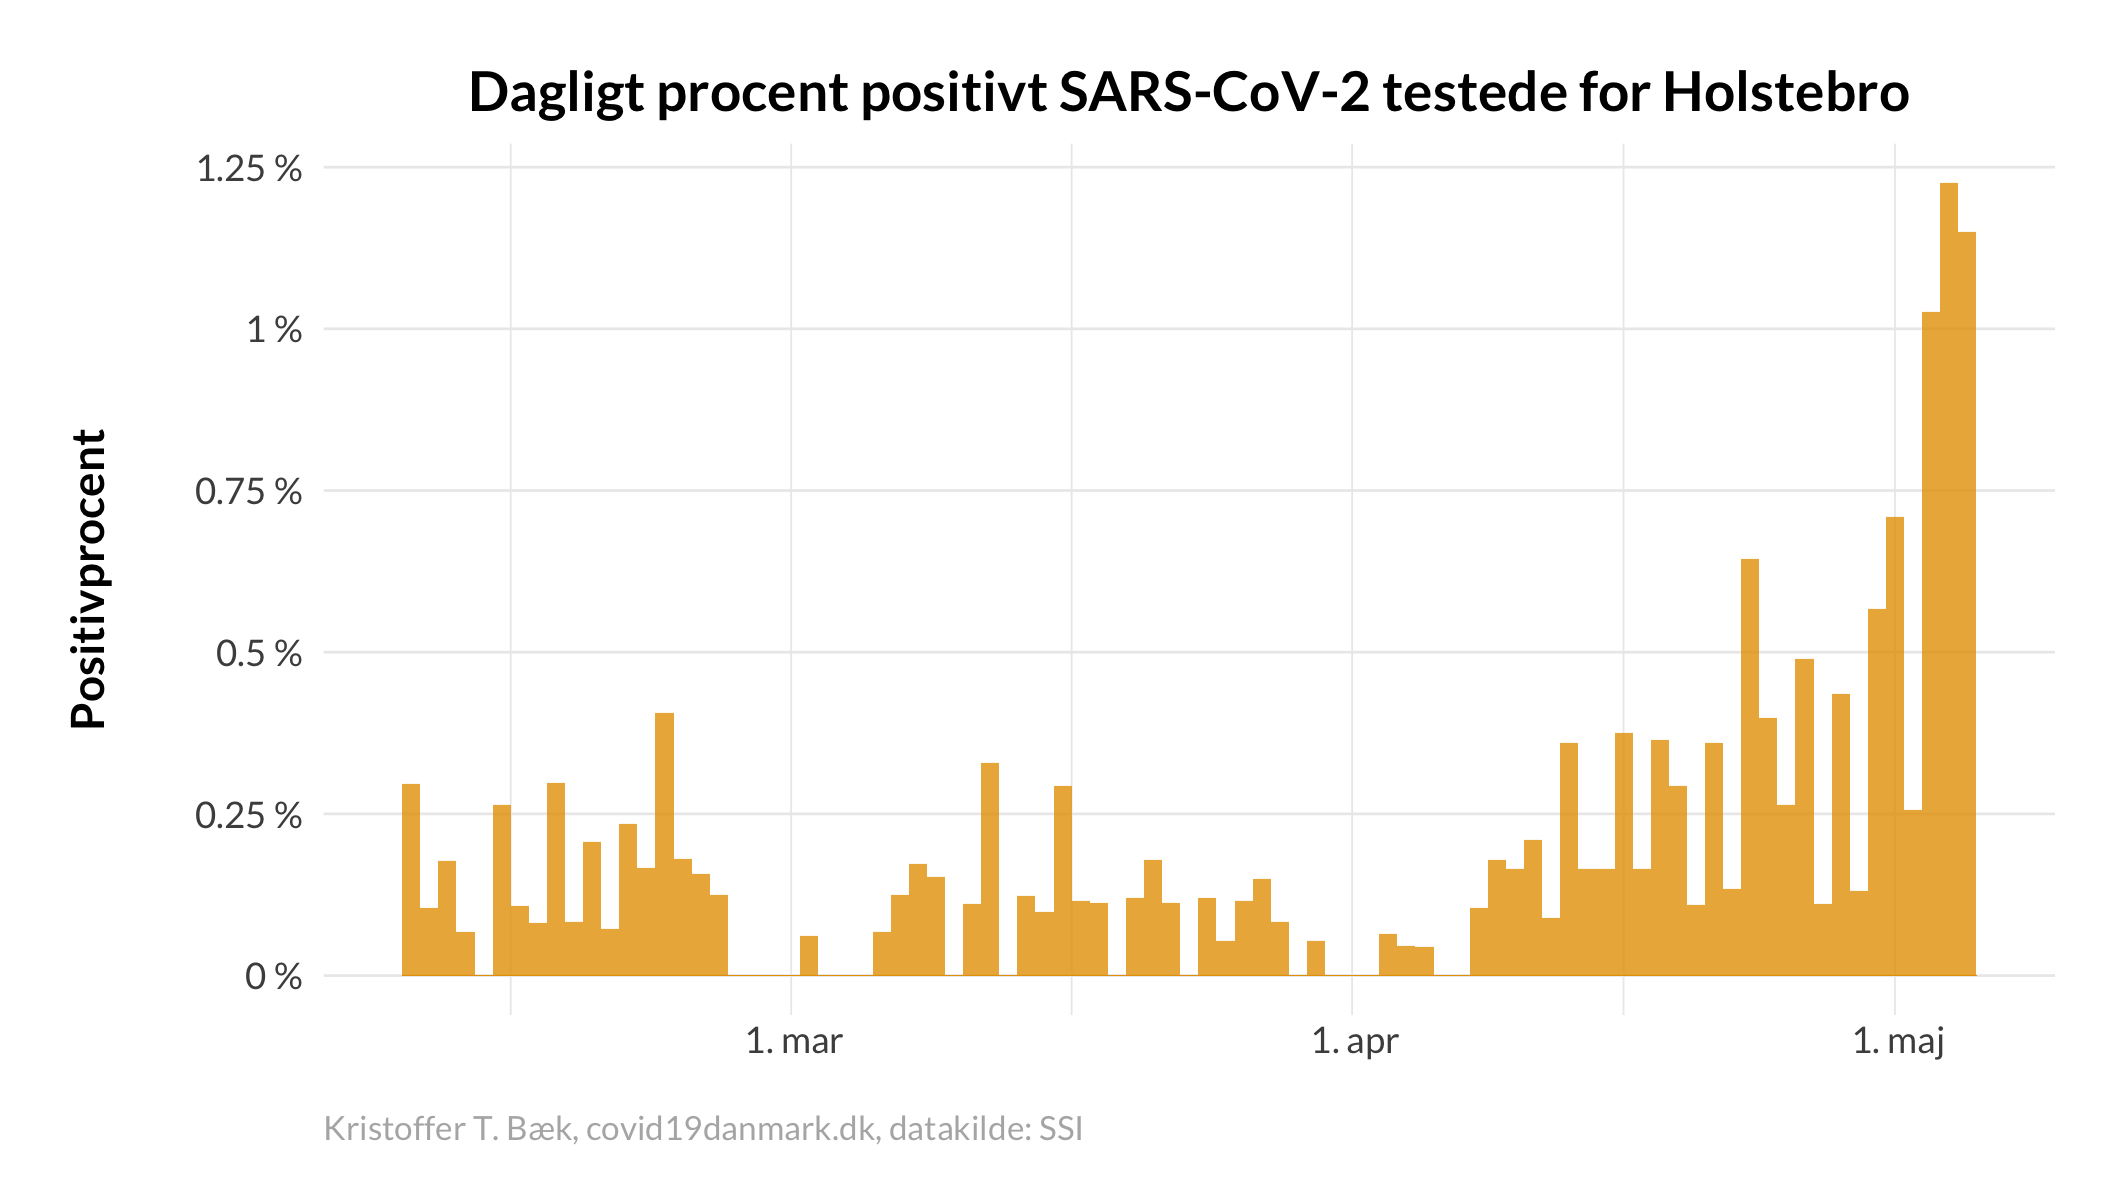 Dagligt procent positivt SARS-CoV-2 testede for Holstebro
Positivprocent
1.25 %
1 %
0.75 %
0.5 %
0.25 %
0 %
1. mar
1. apr
1. maj
Kristoffer T. Bæk, covid19danmark.dk, datakilde: SSI